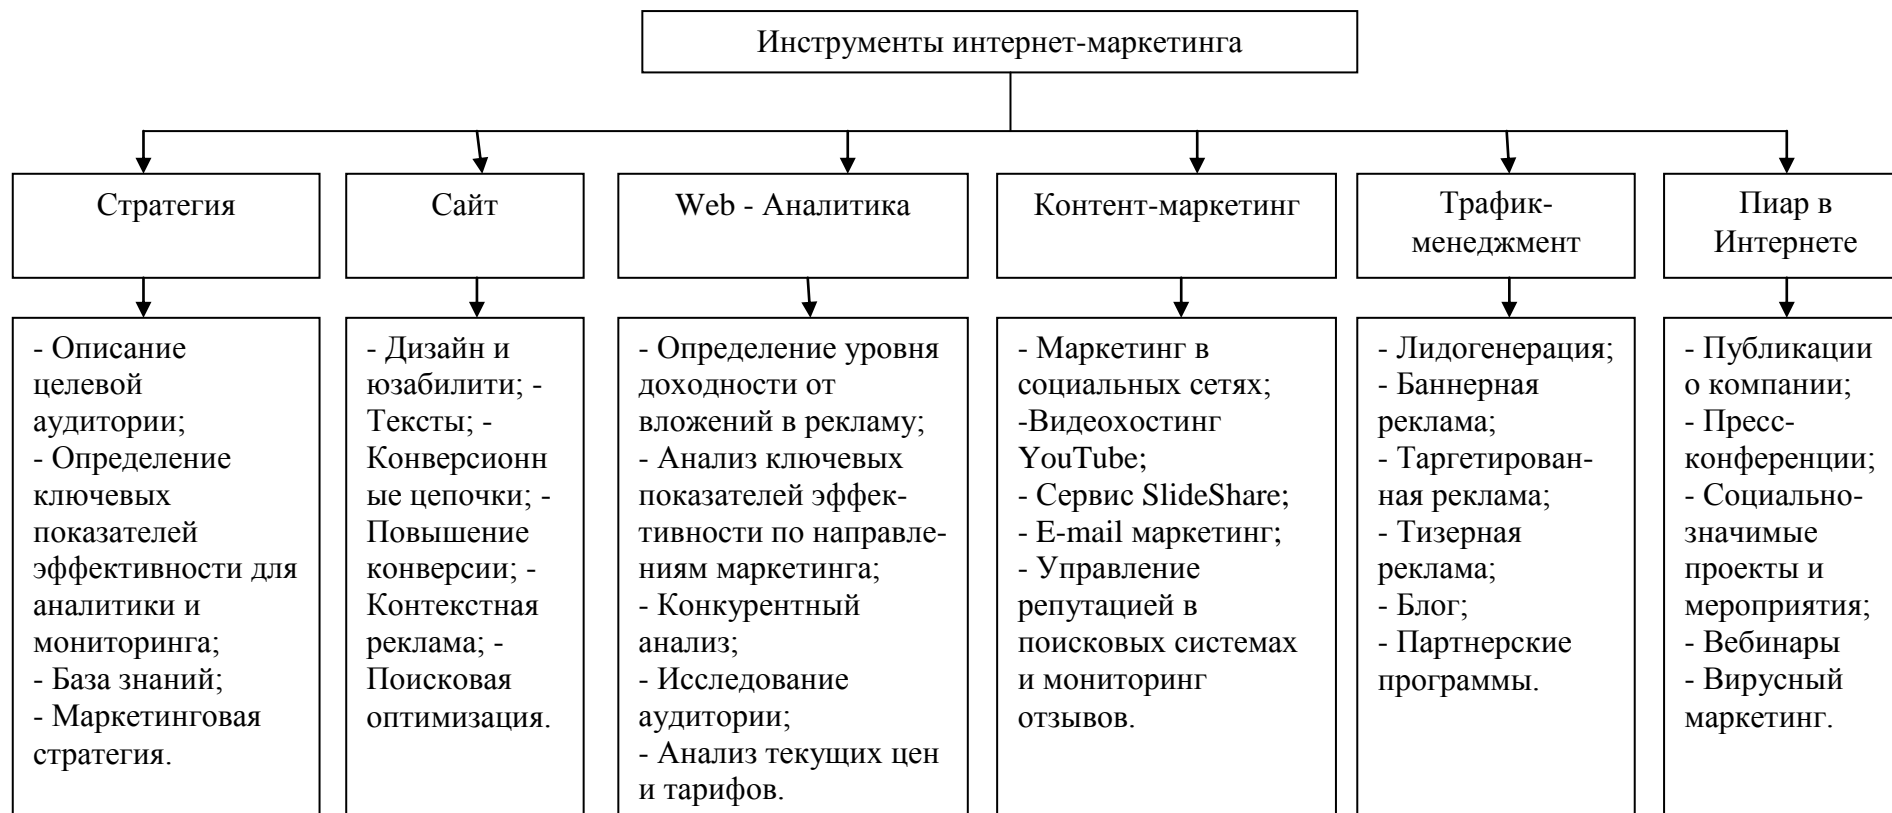 Инструменты интернет-маркетинга
Стратегия
Сайт
Web - Аналитика
Контент-маркетинг
Трафик-
менеджмент
Пиар в
Интернете
- Описание
целевой
аудитории;
- Определение
ключевых
показателей
эффективности для
аналитики и
мониторинга;
- База знаний;
- Маркетинговая
стратегия.
- Дизайн и
юзабилити; -
Тексты; -
Конверсионн
ые цепочки; -
Повышение
конверсии; -
Контекстная
реклама; -
Поисковая
оптимизация.
- Определение уровня
доходности от
вложений в рекламу;
- Анализ ключевых
показателей эффек-
тивности по направле-
ниям маркетинга;
- Конкурентный
анализ;
- Исследование
аудитории;
- Анализ текущих цен
и тарифов.
- Маркетинг в
социальных сетях;
-Видеохостинг
YouTube;
- Сервис SlideShare;
- E-mail маркетинг;
- Управление
репутацией в
поисковых системах
и мониторинг
отзывов.
- Лидогенерация;
- Баннерная
реклама;
- Таргетирован-
ная реклама;
- Тизерная
реклама;
- Блог;
- Партнерские
программы.
- Публикации
о компании;
- Пресс-
конференции;
- Социально-
значимые
проекты и
мероприятия;
- Вебинары
- Вирусный
маркетинг.